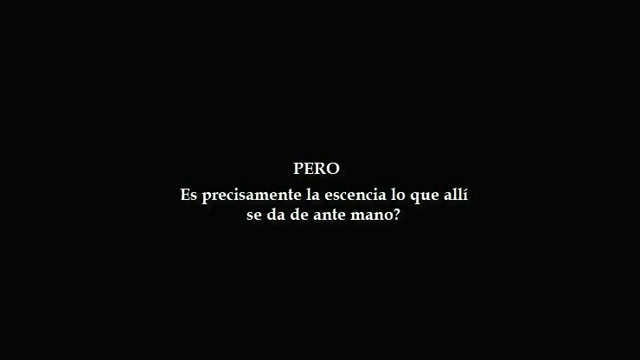 PERO
Es precisamente la escencia lo que allí
se da de ante mano?